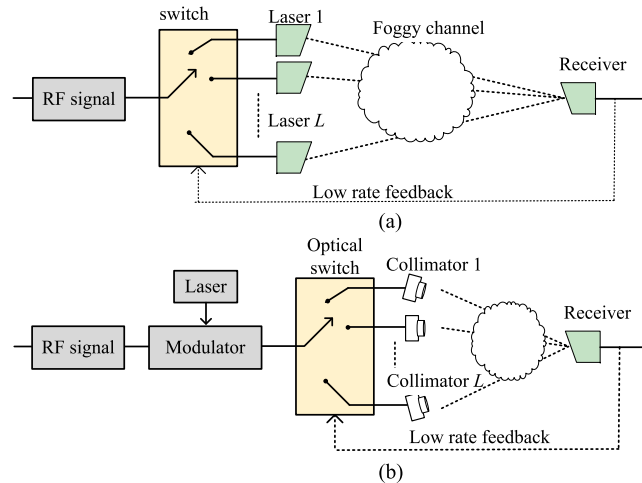 switch
Laser 1
Foggy channel
Receiver
RF signal
Laser L
Low rate feedback
(a)
Optical
switch
Collimator 1
Laser
Receiver
RF signal
Modulator
Collimator L
Low rate feedback
(b)